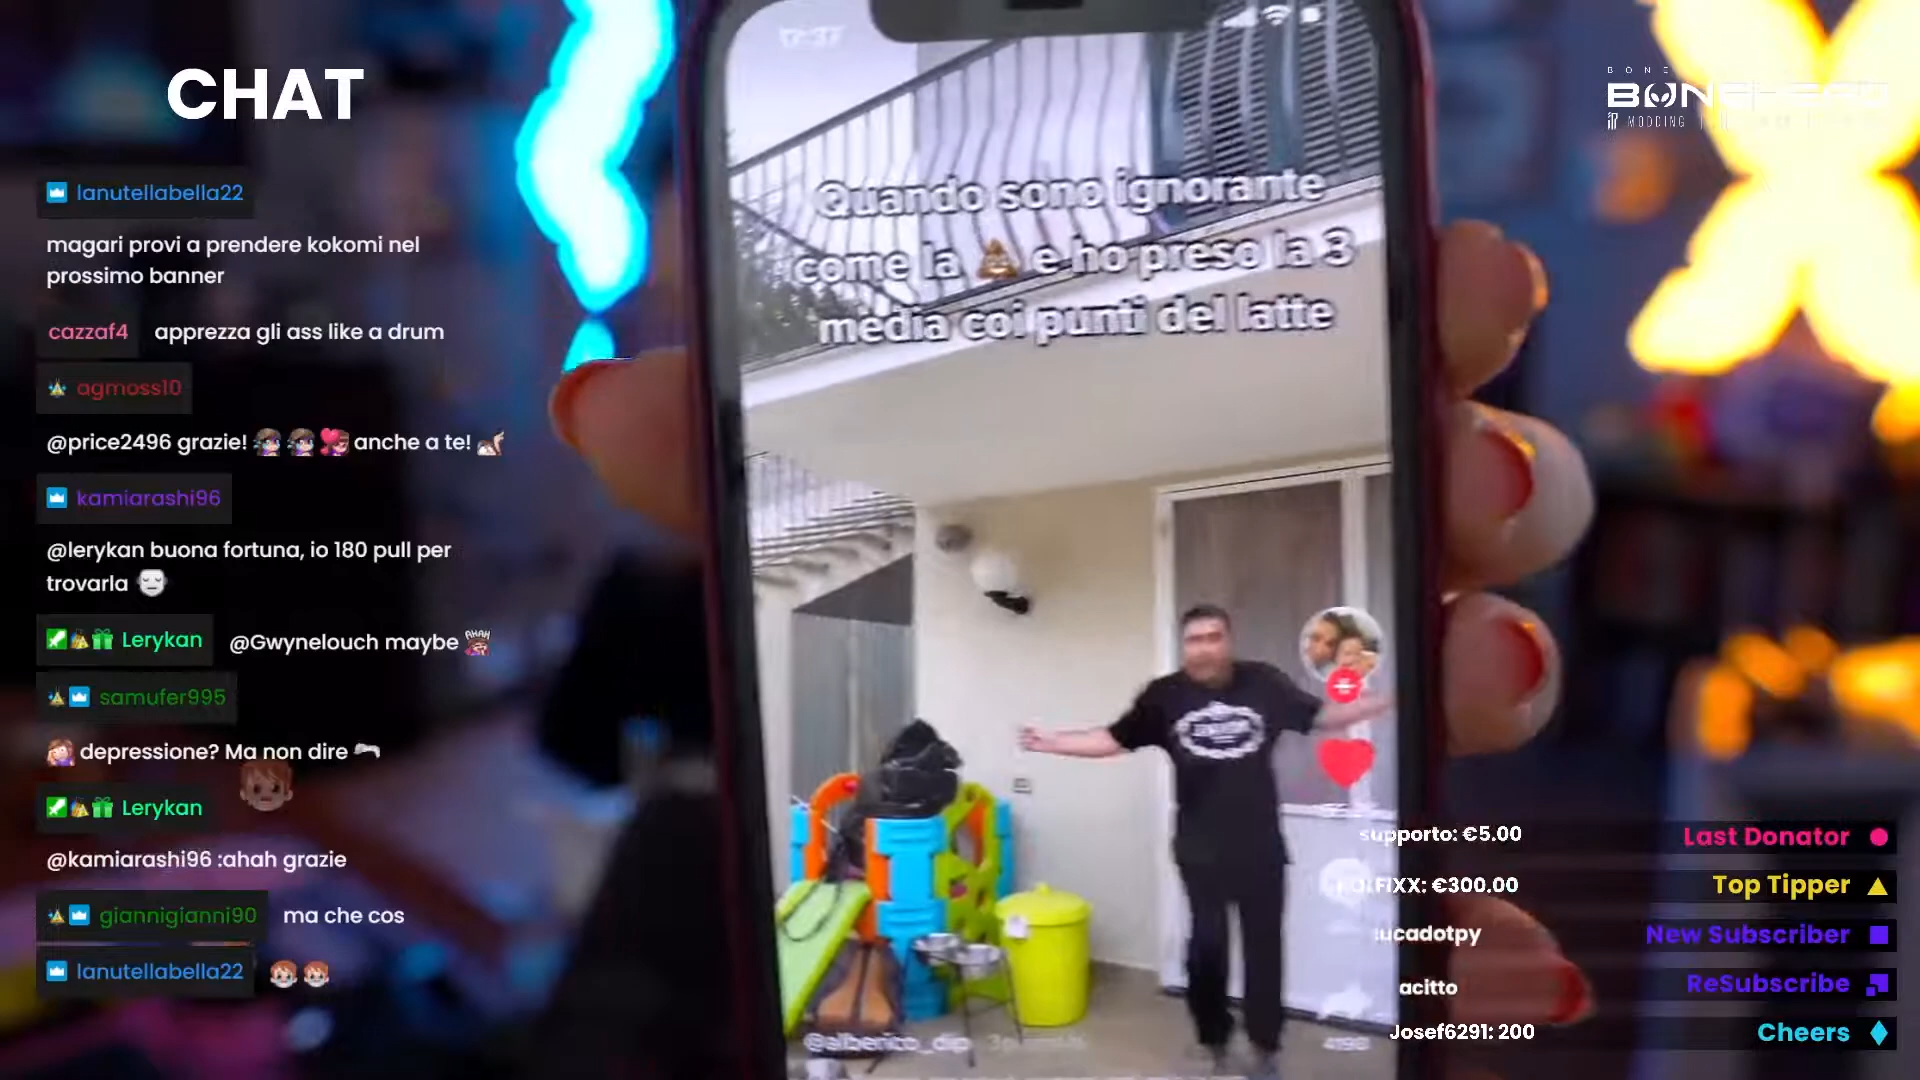 CHAT
lanutellabella22
magari provi a prendere kokomi nel
prossimo banner
cazzaf4 apprezza gli ass like a drum
agmoss10
@price2496 grazie! anche a te!
kamiarashi96
@lerykan buona fortuna, io 180 pull per
trovarla
Lerykan @Gwynelouch maybe
samufer995
depressione? Ma non dire
Lerykan
@kamiarashi96 :ahah grazie
giannigianni90 ma che cos
lanutellabella22
17:37
Quando sono ignorante
come la 💩 e ho preso la 3
media coi punti del latte
@alberico_dip
4190
MODDING
supporto: €5.00 Last Donator
FIXX: €300.00 Top Tipper
ucadotpy New Subscriber
acitto ReSubscribe
Josef6291: 200 Cheers